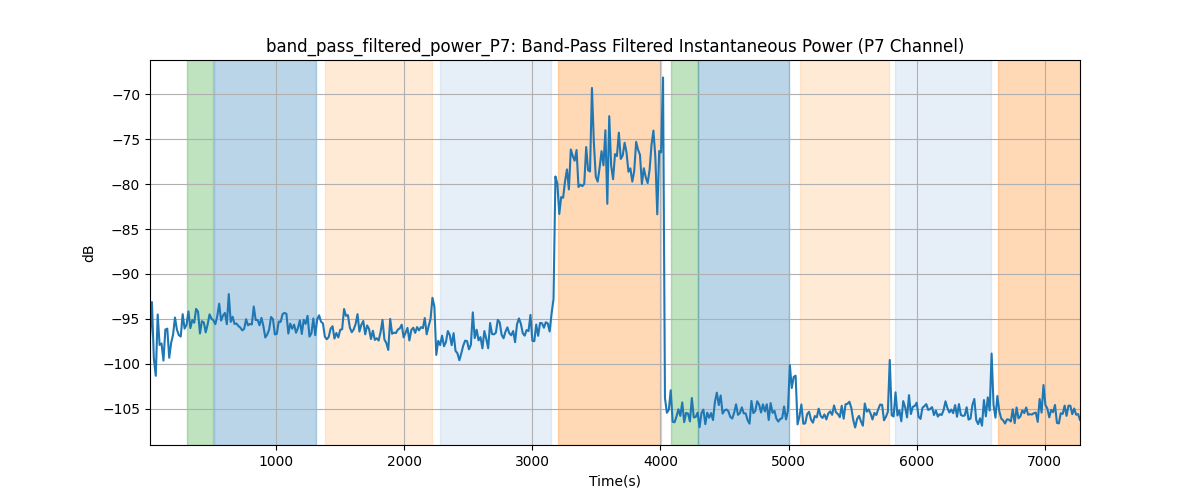 band_pass_filtered_power_P7: Band-Pass Filtered Instantaneous Power (P7 Channel)
−70
−75
−80
−85
−90
−95
−100
−105
dB
1000 2000 3000 4000 5000 6000 7000
Time(s)